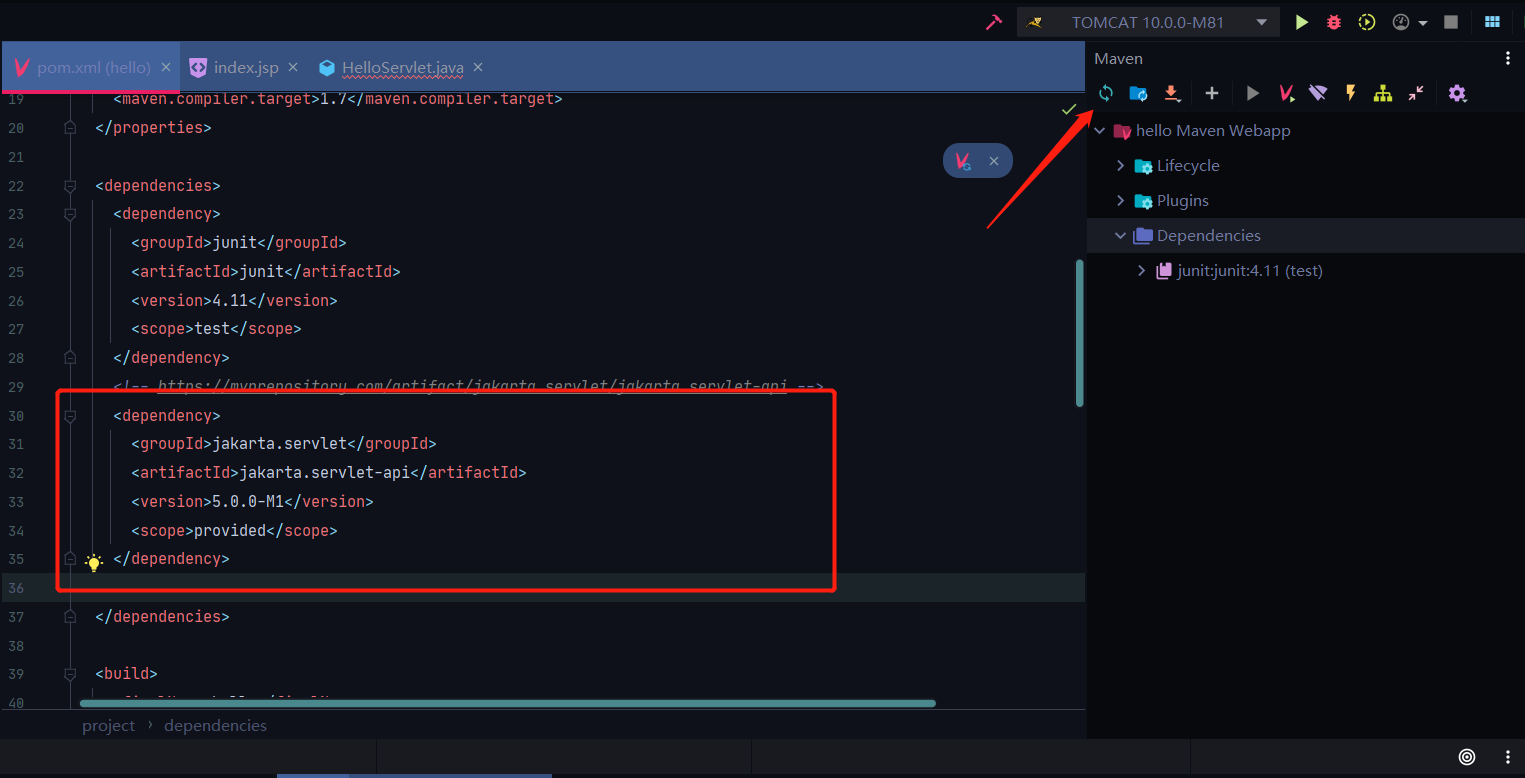 TOMCAT 10.0.0-M81
pom.xml (hello)
index.jsp
HelloServlet.java
Maven
19 <maven.compiler.target>1.7</maven.compiler.target>
20 </properties>
21
22 <dependencies>
23 <dependency>
24 <groupId>junit</groupId>
25 <artifactId>junit</artifactId>
26 <version>4.11</version>
27 <scope>test</scope>
28 </dependency>
29 <!-- https://mvnrepository.com/artifact/jakarta.servlet/jakarta.servlet-api -->
30 <dependency>
31 <groupId>jakarta.servlet</groupId>
32 <artifactId>jakarta.servlet-api</artifactId>
33 <version>5.0.0-M1</version>
34 <scope>provided</scope>
35 </dependency>
36
37 </dependencies>
38
39 <build>
40
hello Maven Webapp
Lifecycle
Plugins
Dependencies
junit:junit:4.11 (test)
project › dependencies